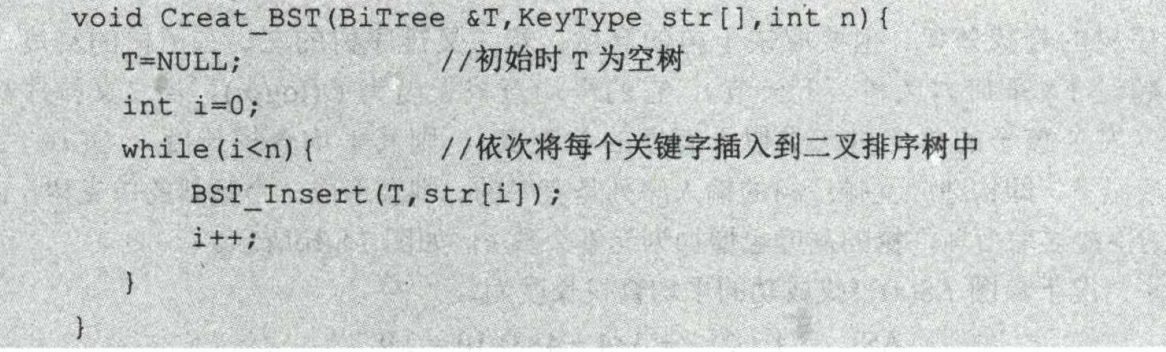 void Creat_BST(BiTree &T,KeyType str[],int n){
T=NULL; //初始时 T 为空树
int i=0;
while(i<n){ //依次将每个关键字插入到二叉排序树中
BST_Insert(T,str[i]);
i++;
}
}